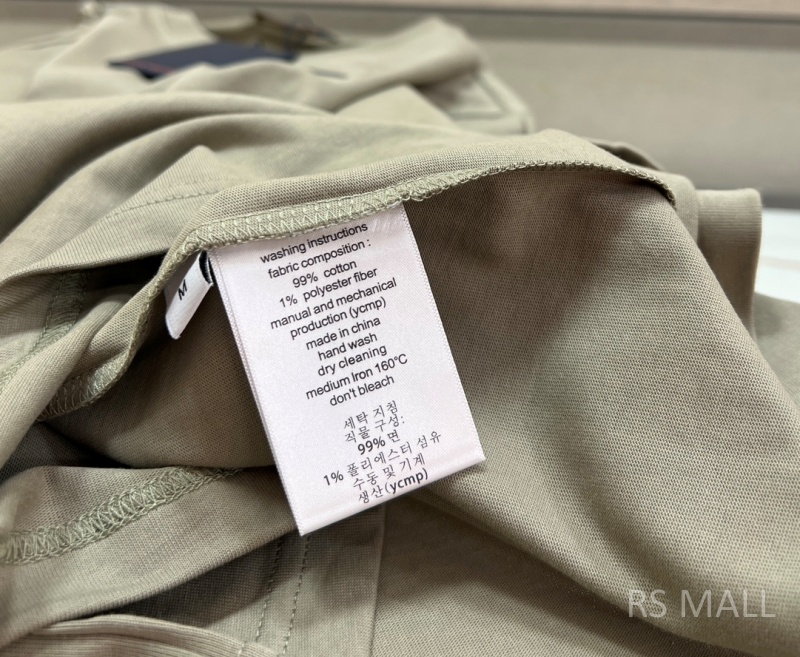 washing instructions
fabric composition :
99% cotton
1% polyester fiber
manual and mechanical
production (ycmp)
made in china
hand wash
dry cleaning
medium Iron 160°C
don't bleach
세탁 지침
직물 구성:
99% 면
1% 폴리에스터 섬유
수동 및 기계
생산(ycmp)
M
RS MALL